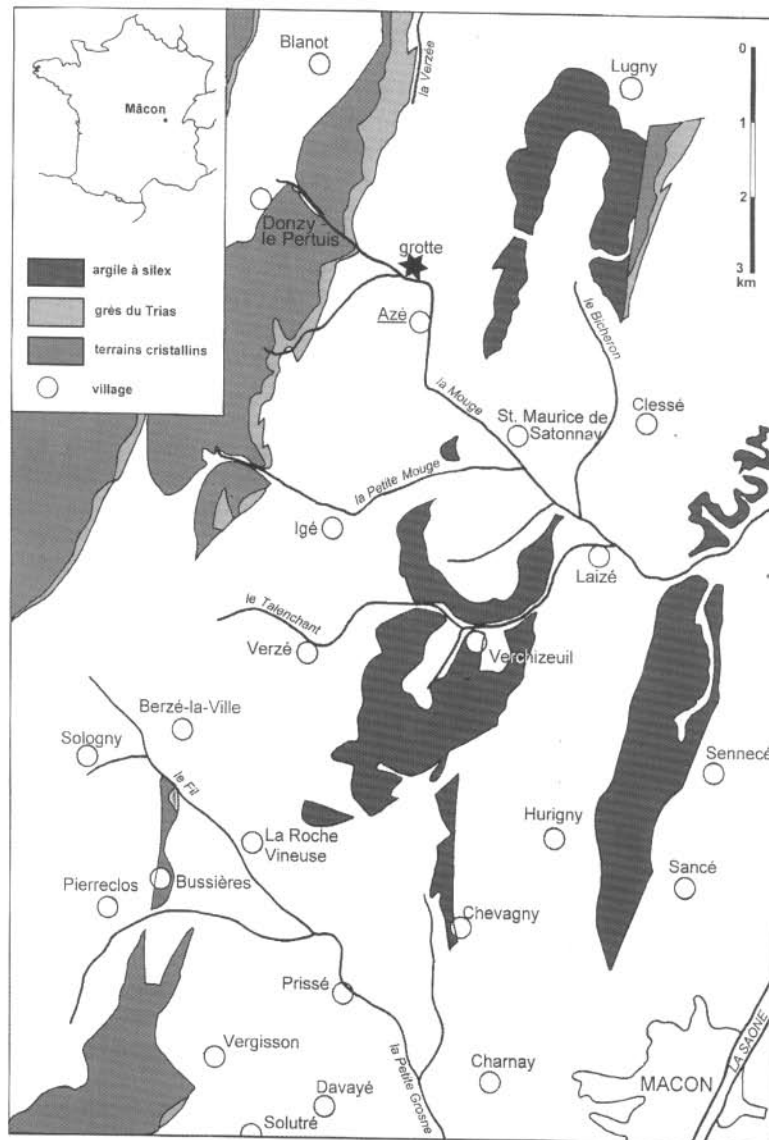 Mâcon
argile à silex
grès du Trias
terrains cristallins
village
Blanot
la Verzée
Lugny
0
1
2
3
km
Donzy -
le Pertuis
grotte
Azé
le Bicheron
la Mouge
St. Maurice de
Satonnay
Clessé
la Petite Mouge
Igé
Laizé
le Talenchant
Verzé
Verchizeuil
Berzé-la-Ville
Sologny
le Fil
Sennecé
La Roche
Vineuse
Hurigny
Pierreclos
Bussières
Sancé
Chevagny
Prissé
Vergisson
la Petite Grosne
Charnay
MACON
LA SAONE
Davayé
Solutré